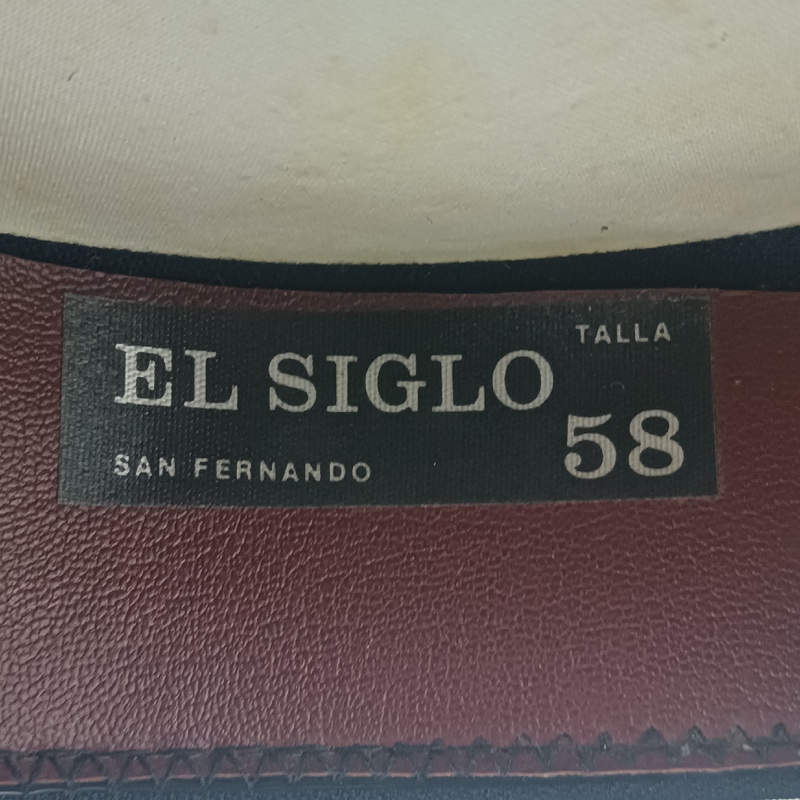 EL SIGLO
SAN FERNANDO
TALLA
58